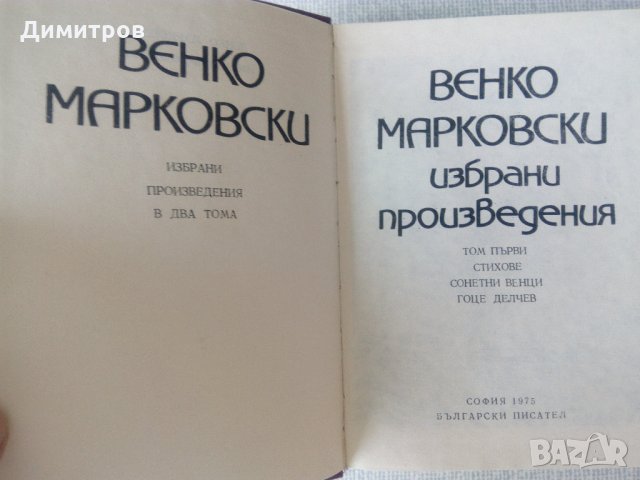 Димитров
ВЕНКО
МАРКОВСКИ
ИЗБРАНИ
ПРОИЗВЕДЕНИЯ
В ДВА ТОМА
ВЕНКО
МАРКОВСКИ
избрани
произведения
ТОМ ПЪРВИ
СТИХОВЕ
СОНЕТНИ ВЕНЦИ
ГОЦЕ ДЕЛЧЕВ
СОФИЯ 1975
БЪЛГАРСКИ ПИСАТЕЛ
BAZAR